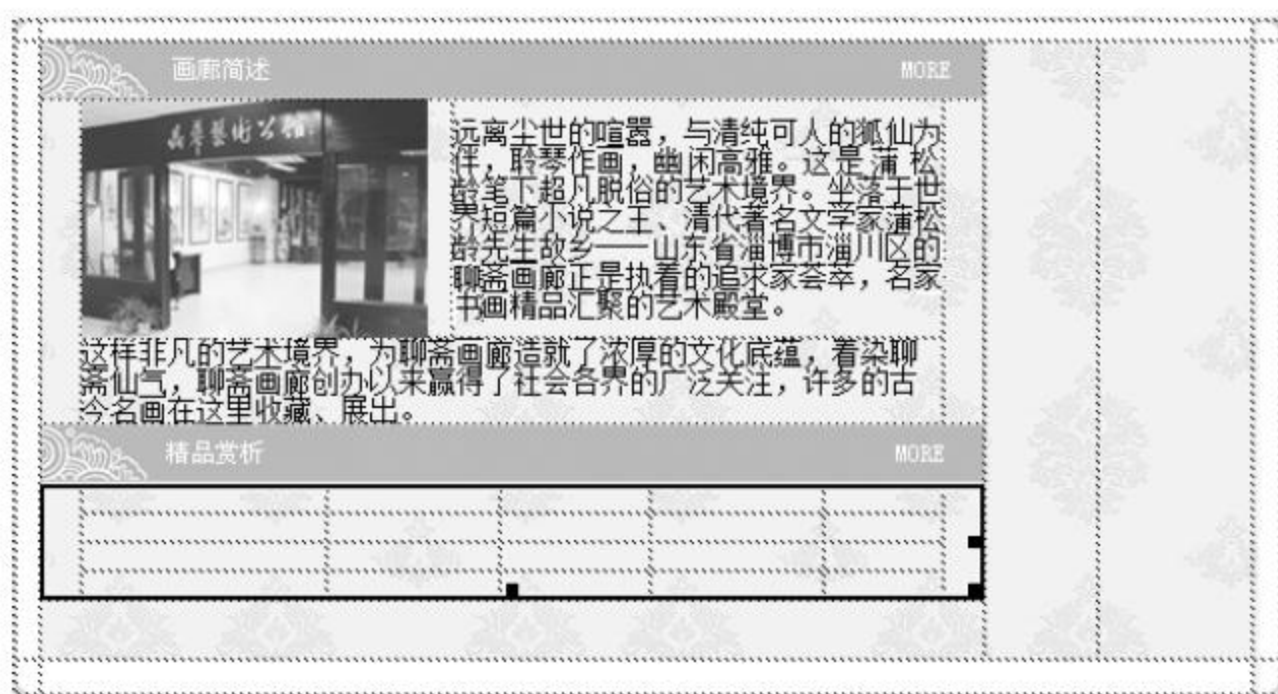 画廊简述 MORE
远离尘世的喧嚣，与清纯可人的狐仙为
伴，聆琴作画，幽闲高雅。这是蒲 松
龄笔下超凡脱俗的艺术境界。坐落于世
界短篇小说之王、清代著名文学家蒲松
龄先生故乡——山东省淄博市淄川区的
聊斋画廊正是执着的追求家会萃，名家
书画精品汇聚的艺术殿堂。
这样非凡的艺术境界，为聊斋画廊造就了浓厚的文化底蕴，着染聊
斋仙气，聊斋画廊创办以来赢得了社会各界的广泛关注，许多的古
今名画在这里收藏、展出。
精品赏析 MORE